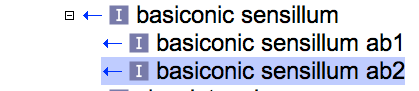 I basiconic sensillum
I basiconic sensillum ab1
I basiconic sensillum ab2